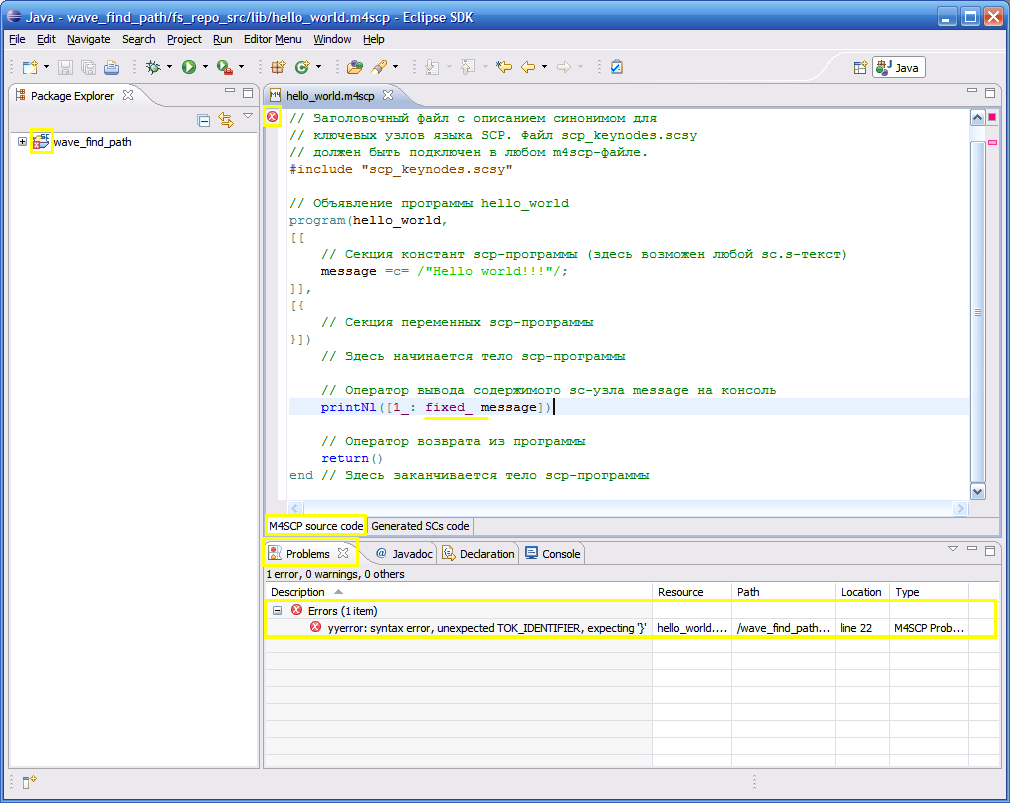 Java - wave_find_path/fs_repo_src/lib/hello_world.m4scp - Eclipse SDK
File Edit Navigate Search Project Run Editor Menu Window Help
Java
Package Explorer
wave_find_path
hello_world.m4scp
// Заголовочный файл с описанием синонимом для
// ключевых узлов языка SCP. Файл scp_keynodes.scsy
// должен быть подключен в любом m4scp-файле.
#include "scp_keynodes.scsy"
// Объявление программы hello_world
program(hello_world,
[[
// Секция констант scp-программы (здесь возможен любой sc.s-текст)
message =c= /"Hello world!!!"/;
]],
[{
// Секция переменных scp-программы
}])
// Здесь начинается тело scp-программы
// Оператор вывода содержимого sc-узла message на консоль
printNl([1_: fixed_ message])
// Оператор возврата из программы
return()
end // Здесь заканчивается тело scp-программы
M4SCP source code Generated SCs code
Problems @ Javadoc Declaration Console
1 error, 0 warnings, 0 others
Description Resource Path Location Type
Errors (1 item)
yyerror: syntax error, unexpected TOK_IDENTIFIER, expecting '}' hello_world.... /wave_find_path... line 22 M4SCP Prob...